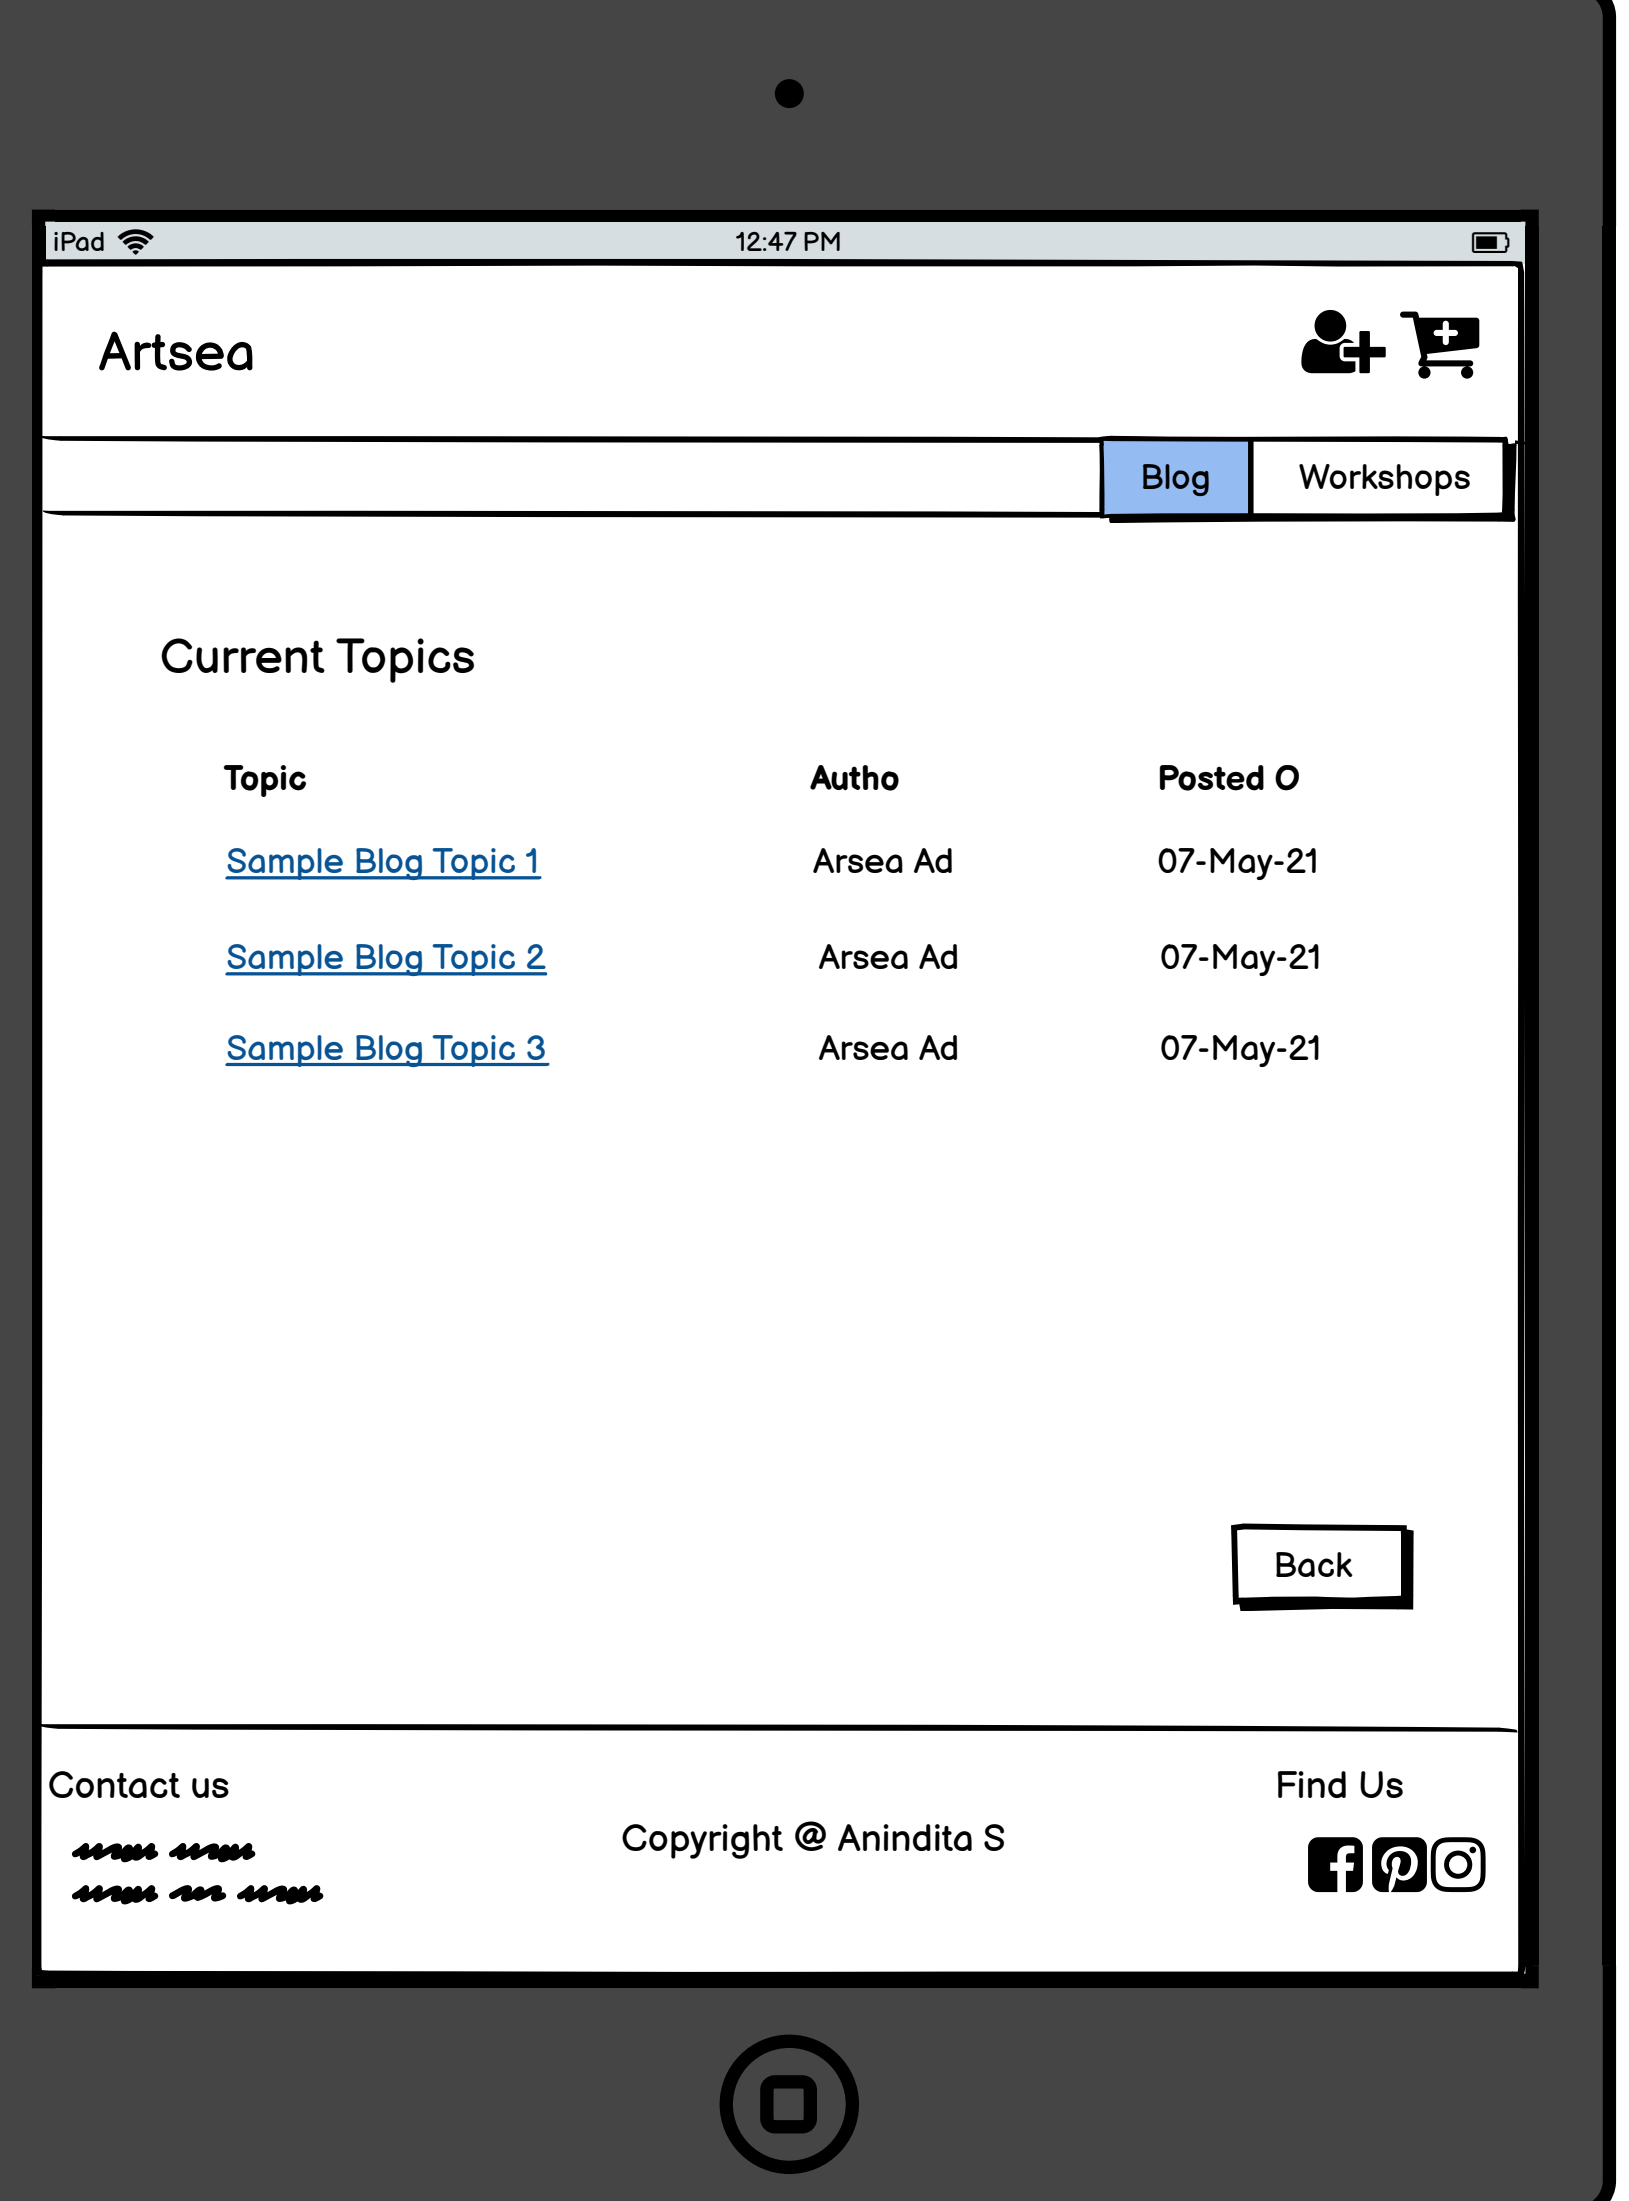 iPad 12:47 PM
Artsea
Blog Workshops
Current Topics
Topic Autho Posted O
Sample Blog Topic 1 Arsea Ad 07-May-21
Sample Blog Topic 2 Arsea Ad 07-May-21
Sample Blog Topic 3 Arsea Ad 07-May-21
Back
Contact us Find Us
Copyright @ Anindita S